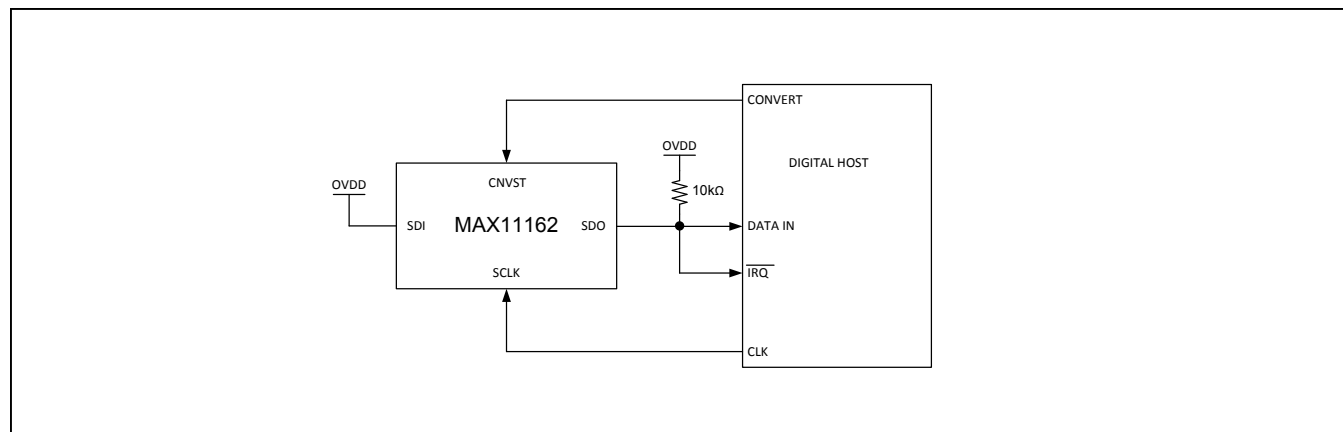 CONVERT
OVDD
DIGITAL HOST
OVDD
CNVST
10kΩ
SDI
MAX11162
SDO
DATA IN
SCLK
IRQ
CLK